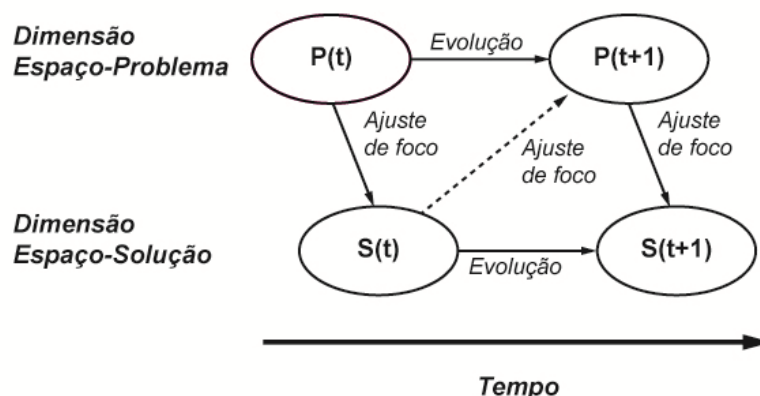 Dimensão
Espaço-Problema
P(t)
Evolução
P(t+1)
Ajuste
de foco
Ajuste
de foco
Ajuste
de foco
Dimensão
Espaço-Solução
S(t)
Evolução
S(t+1)
Tempo